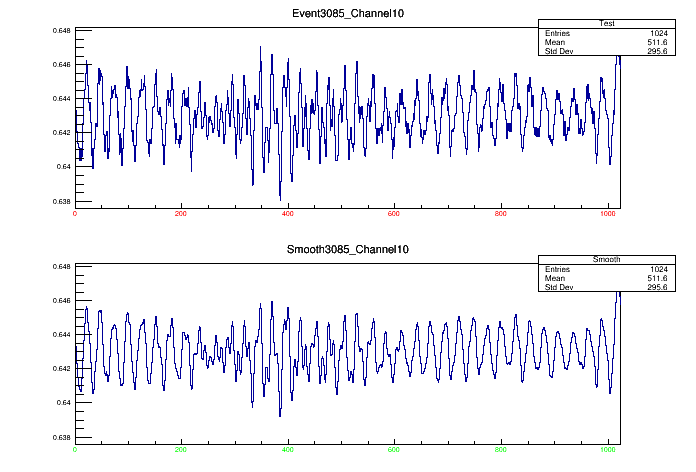 Event3085_Channel10
Test
Entries 1024
Mean 511.6
Std Dev 295.6
0.648
0.646
0.644
0.642
0.64
0.638
0 200 400 600 800 1000
Smooth3085_Channel10
Smooth
Entries 1024
Mean 511.6
Std Dev 295.6
0.648
0.646
0.644
0.642
0.64
0.638
0 200 400 600 800 1000